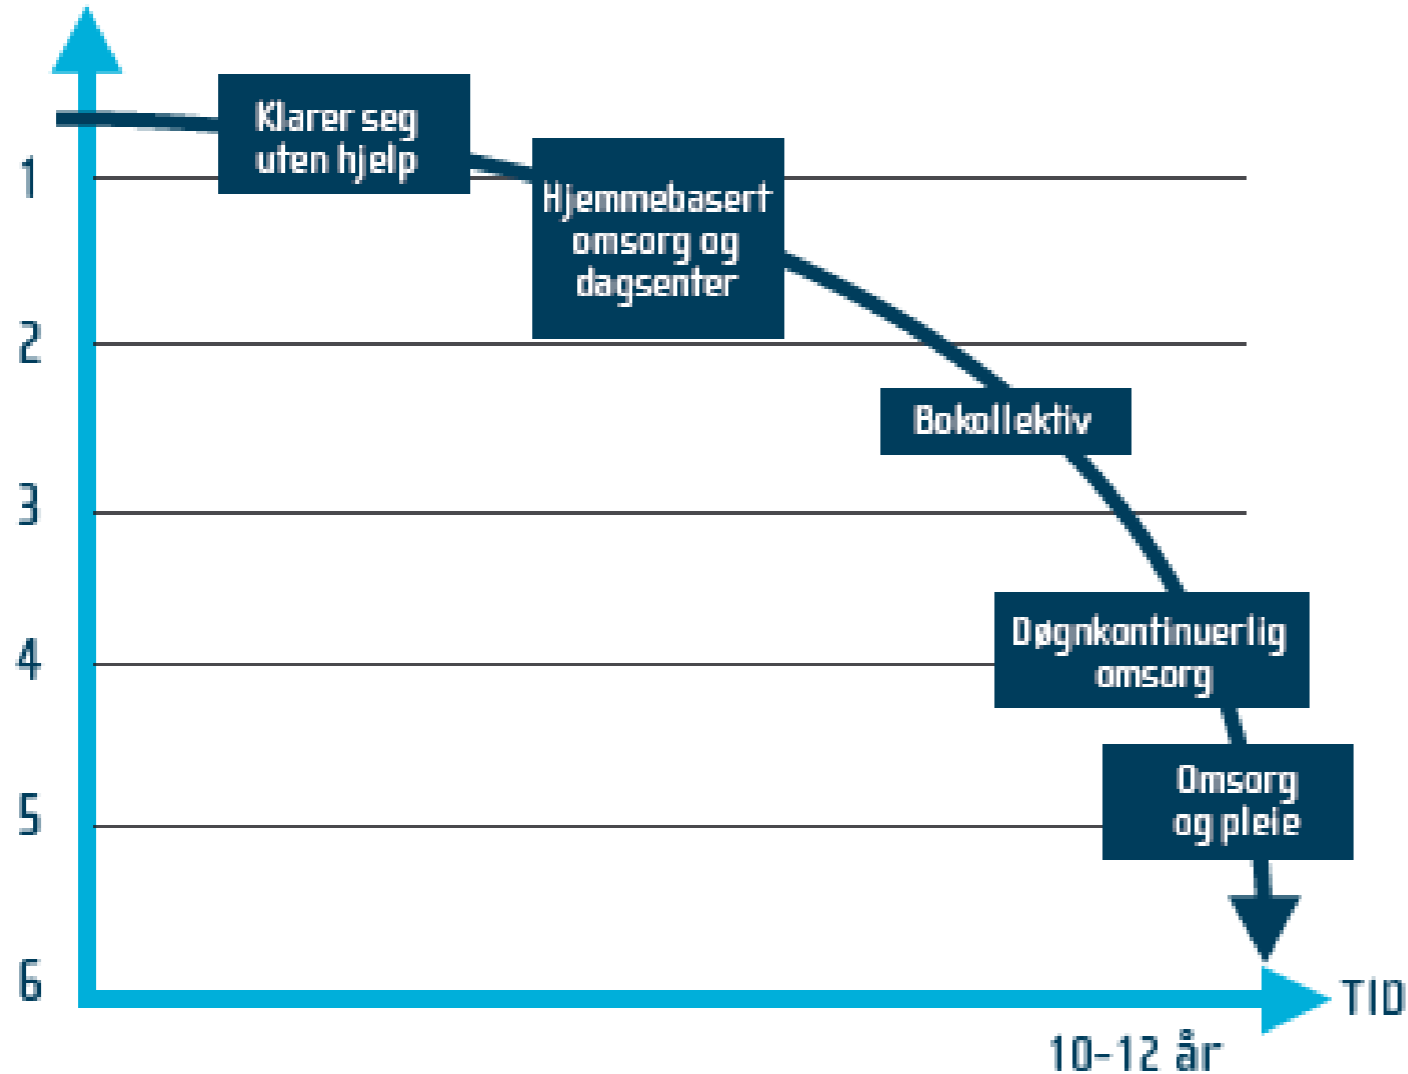 Klarer seg
uten hjelp
1
Hjemmebasert
omsorg og
dagsenter
2
Bokollektiv
3
Døgnkontinuerlig
omsorg
4
Omsorg
og pleie
5
6
TID
10-12 år